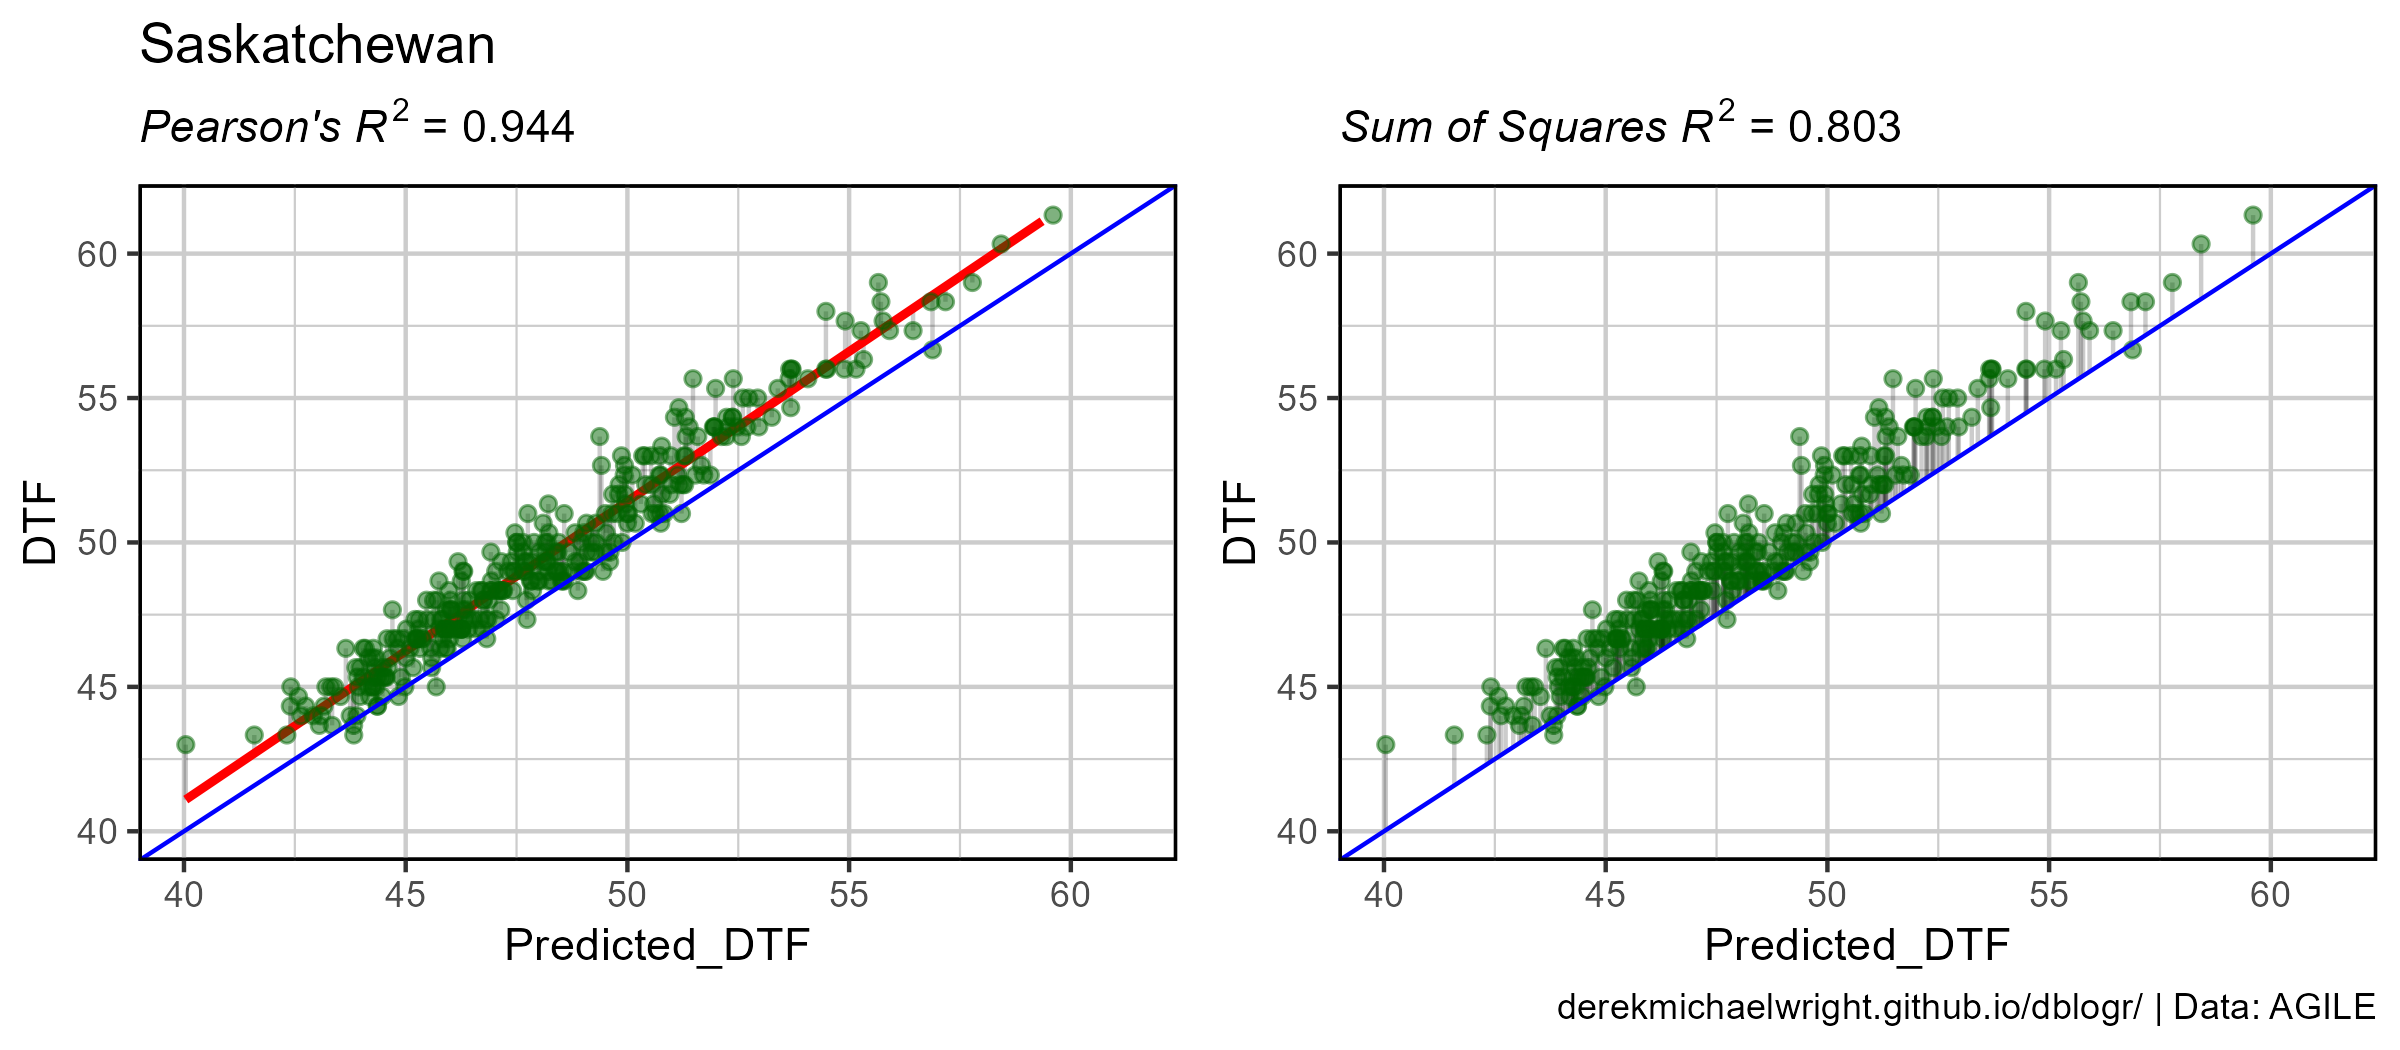 Saskatchewan
Pearson's R² = 0.944
DTF
60
55
50
45
40
40 45 50 55 60
Predicted_DTF
Sum of Squares R² = 0.803
DTF
60
55
50
45
40
40 45 50 55 60
Predicted_DTF
derekmichaelwright.github.io/dblogr/ | Data: AGILE